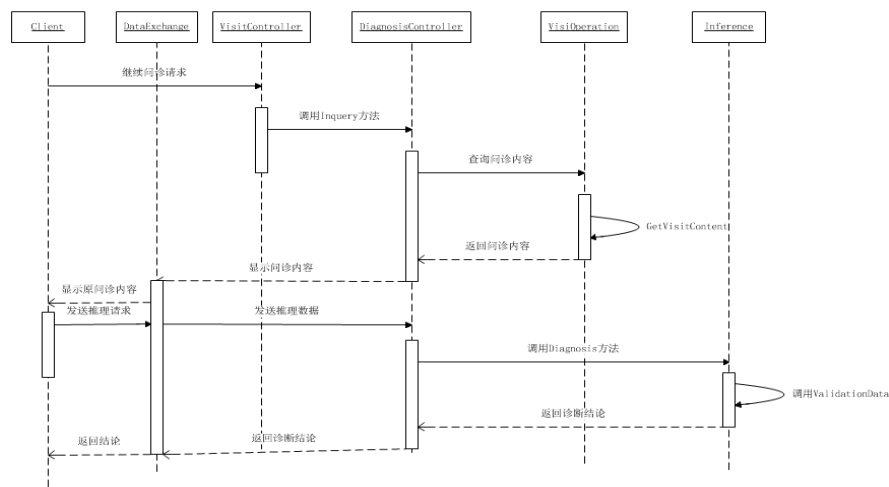 Client
DataExchange
VisitController
DiagnosisController
VisiOperation
Inference
继续问诊请求
调用Inquery方法
查询问诊内容
GetVisitContent
返回问诊内容
显示问诊内容
显示原问诊内容
发送推理请求
发送推理数据
调用Diagnosis方法
调用ValidationData
返回诊断结论
返回诊断结论
返回结论